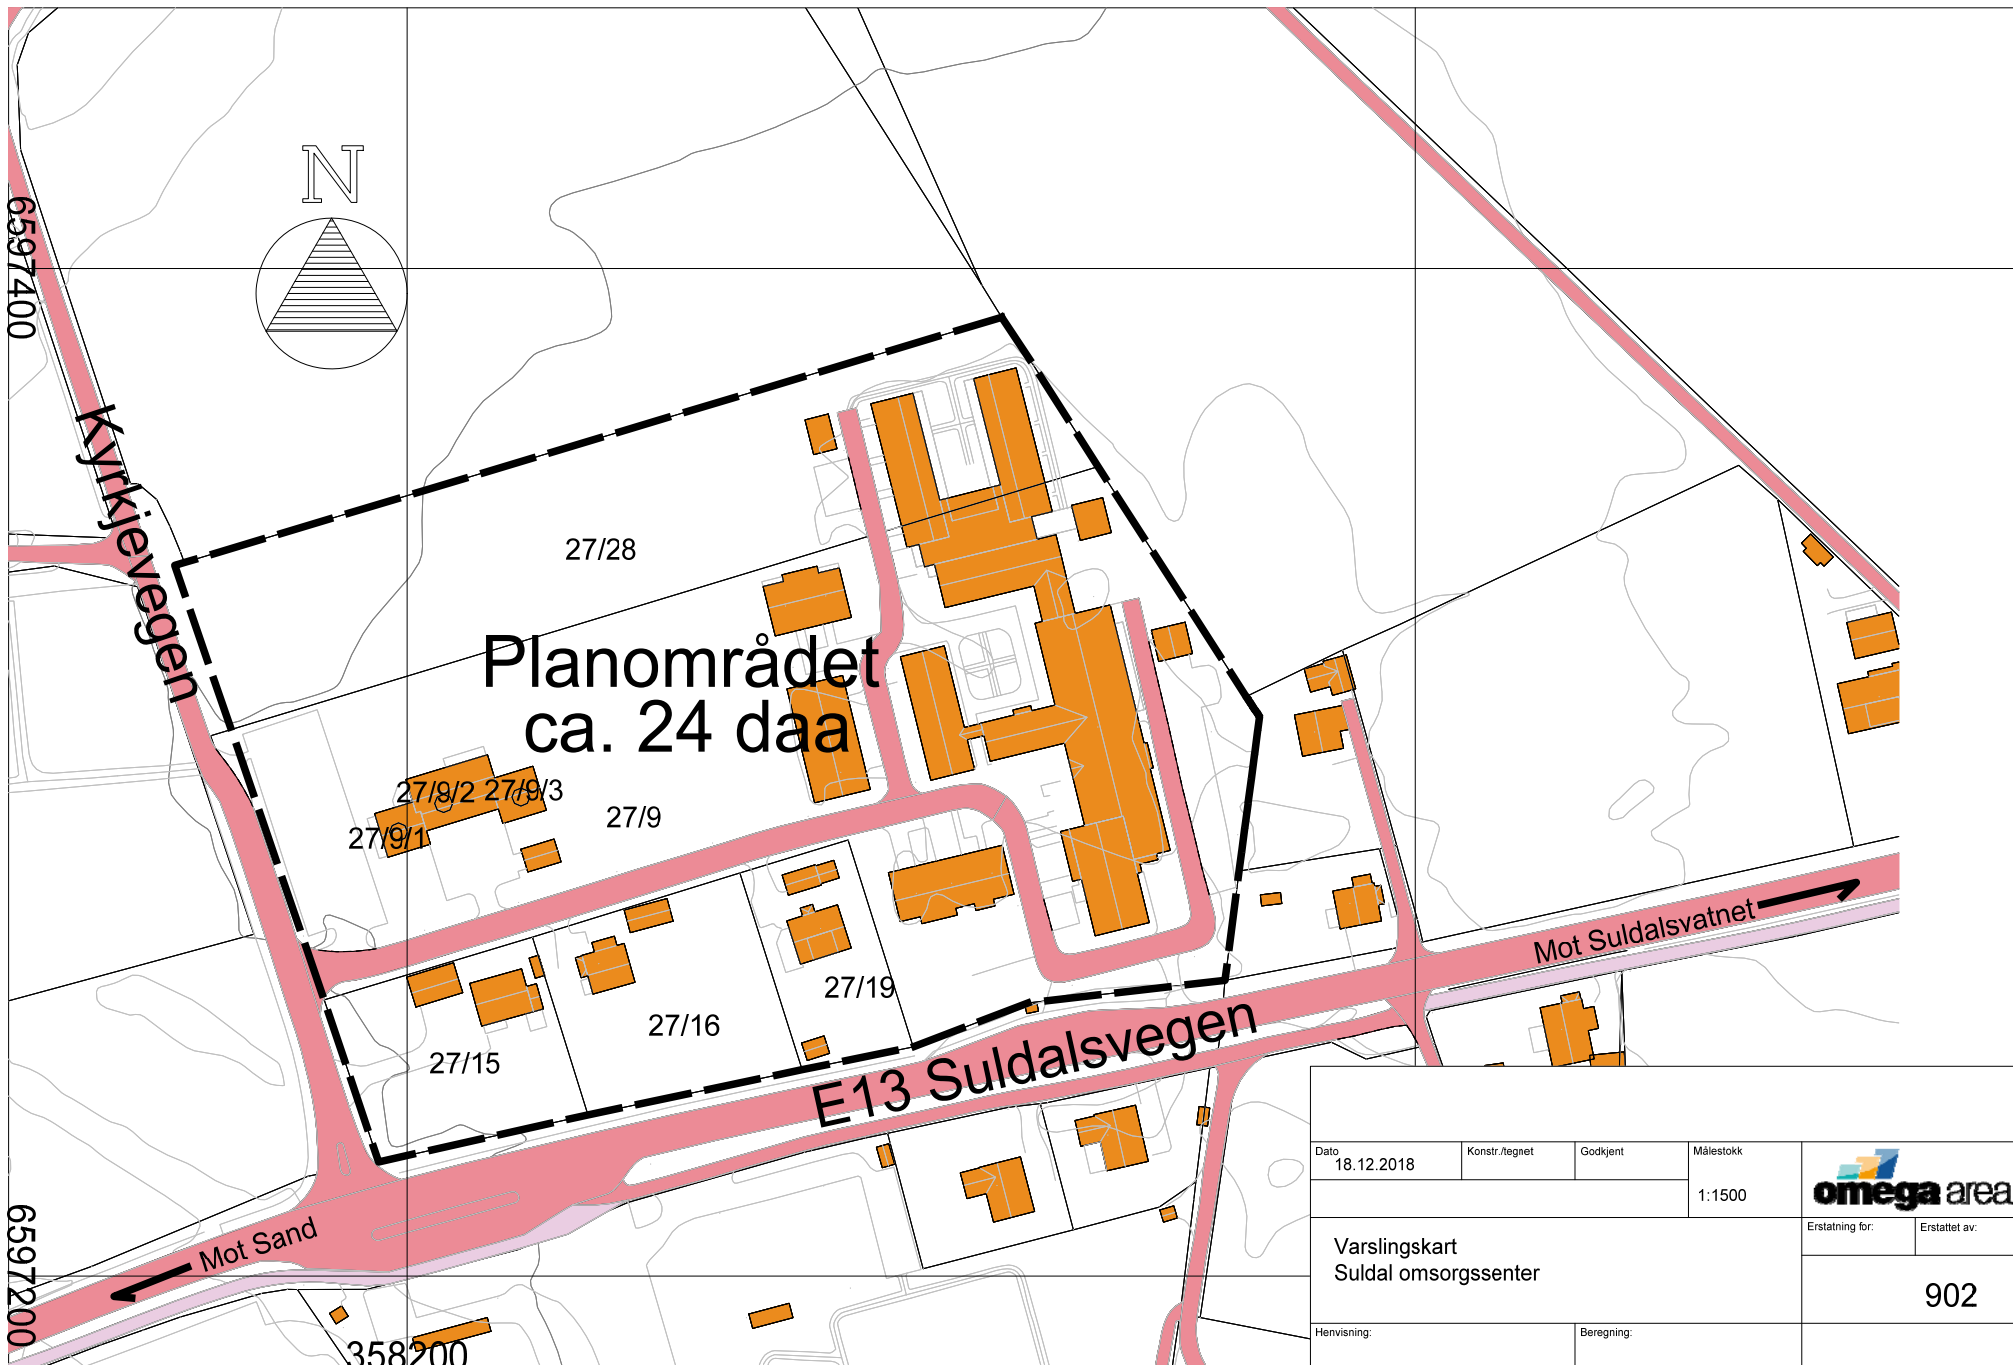 N
6597400
Kyrkjevegen
27/28
Planområdet
ca. 24 daa
27/9/2 27/9/3
27/9/1
27/9
27/19
27/16
27/15
E13 Suldalsvegen
Mot Suldalsvatnet
Mot Sand
6597200
358200
Dato
18.12.2018
Konstr./tegnet
Godkjent
Målestokk
1:1500
omega area
Erstatning for:
Erstattet av:
Varslingskart
Suldal omsorgssenter
902
Henvisning:
Beregning: